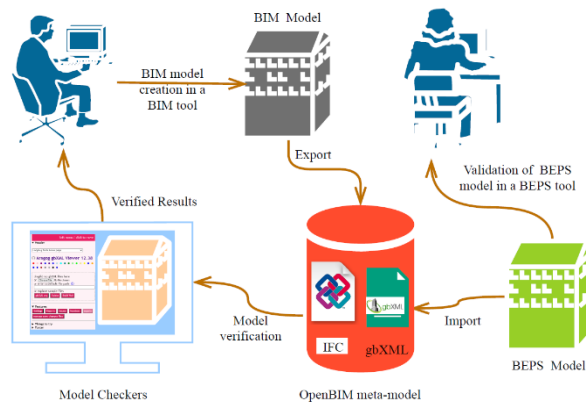 BIM Model
BIM model
creation in a
BIM tool
Export
Validation of BEPS
model in a BEPS tool
Verified Results
Model
verification
IFC
gbXML
gbXML
Import
BEPS Model
Model Checkers
OpenBIM meta-model